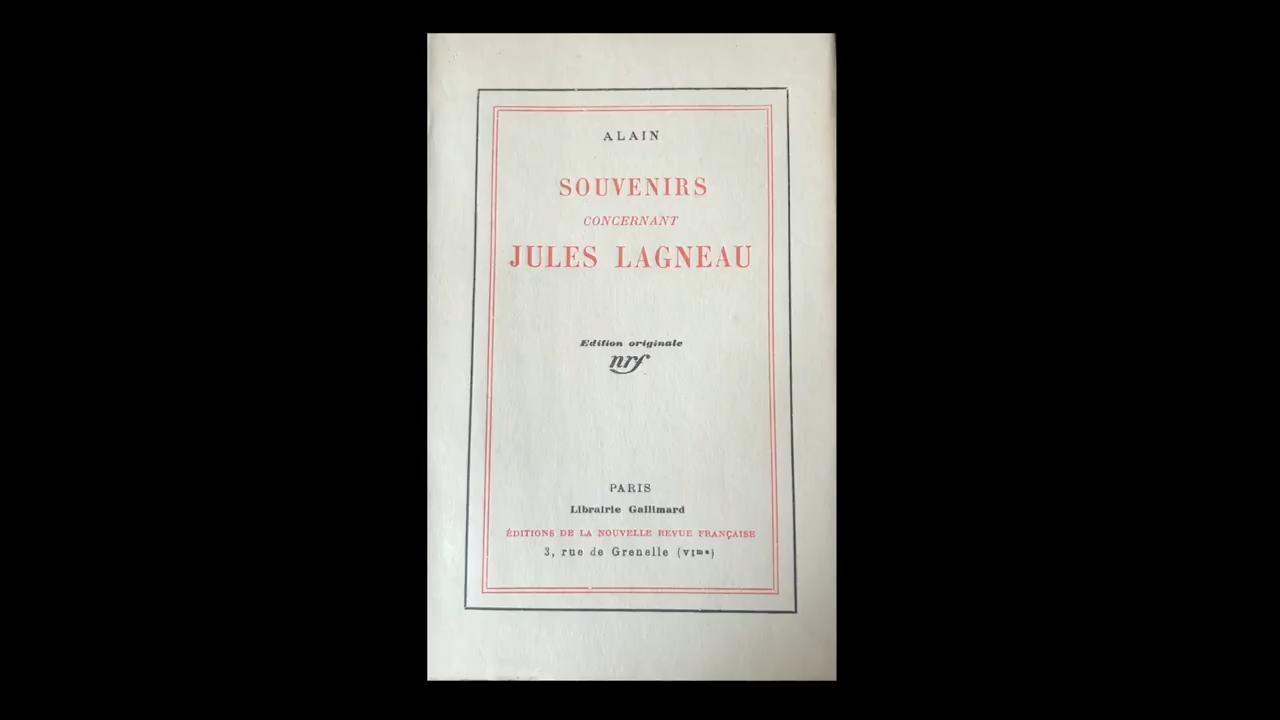 ALAIN
SOUVENIRS
CONCERNANT
JULES LAGNEAU
Edition originale
nrf
PARIS
Librairie Gallimard
ÉDITIONS DE LA NOUVELLE REVUE FRANÇAISE
3, rue de Grenelle (VIme)